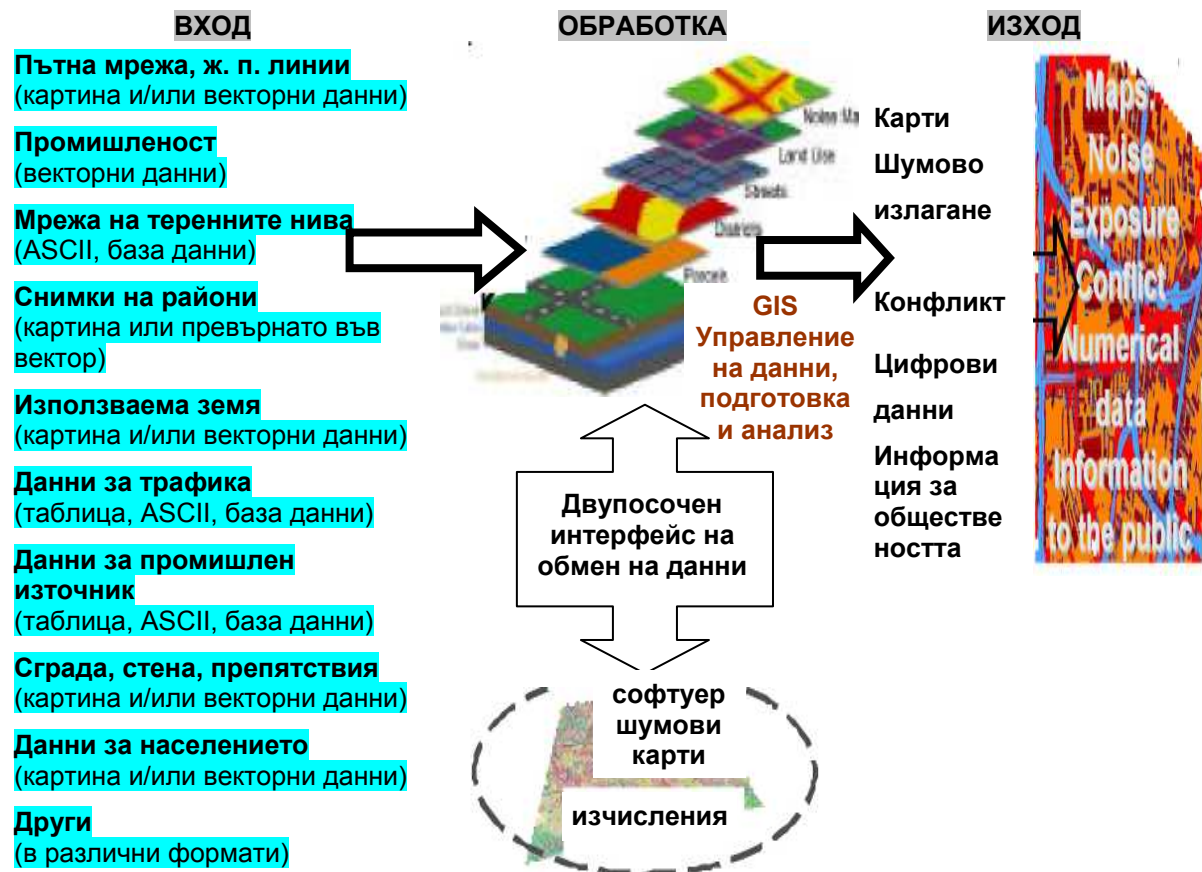 ВХОД
Пътна мрежа, ж. п. линии
(картина и/или векторни данни)
Промишленост
(векторни данни)
Мрежа на теренните нива
(ASCII, база данни)
Снимки на райони
(картина или превърнато във
вектор)
Използваема земя
(картина и/или векторни данни)
Данни за трафика
(таблица, ASCII, база данни)
Данни за промишлен
източник
(таблица, ASCII, база данни)
Сграда, стена, препятствия
(картина и/или векторни данни)
Данни за населението
(картина и/или векторни данни)
Други
(в различни формати)
ОБРАБОТКА
Noise Ma
Land Use
Streets
Districts
Parcels
GIS
Управление
на данни,
подготовка
и анализ
Двупосочен
интерфейс на
обмен на данни
софтуер
шумови
карти
изчисления
ИЗХОД
Карти
Шумово
излагане
Конфликт
Цифрови
данни
Информа
ция за
обществе
ността
Maps:
Noise
Exposure
Conflict
Numerical
data
Information
to the public